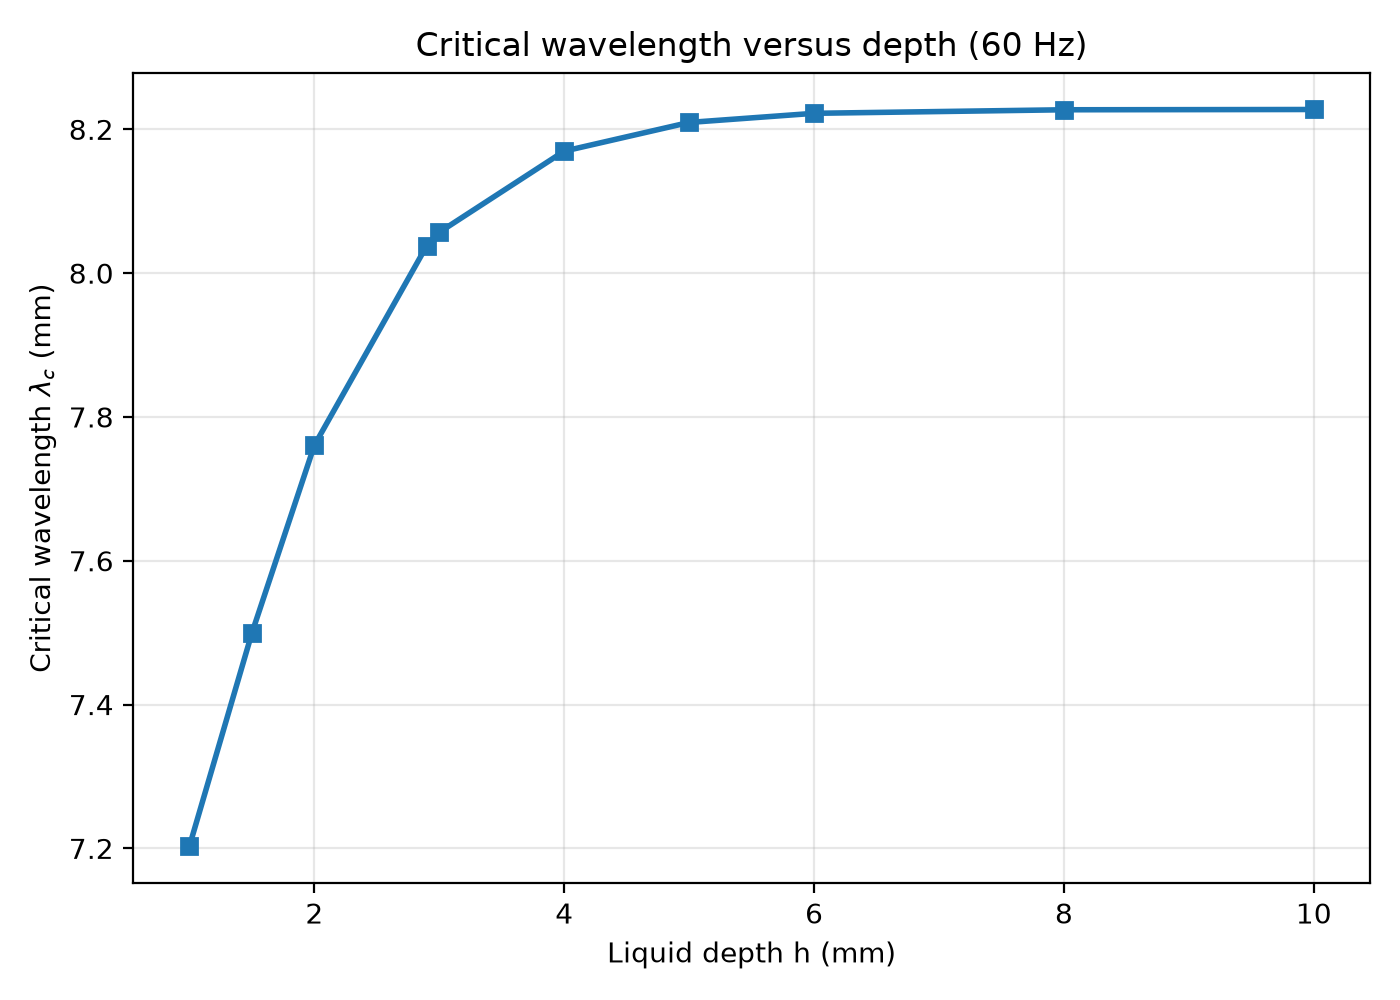 Critical wavelength versus depth (60 Hz)
Critical wavelength λc (mm)
8.2
8.0
7.8
7.6
7.4
7.2
2 4 6 8 10
Liquid depth h (mm)